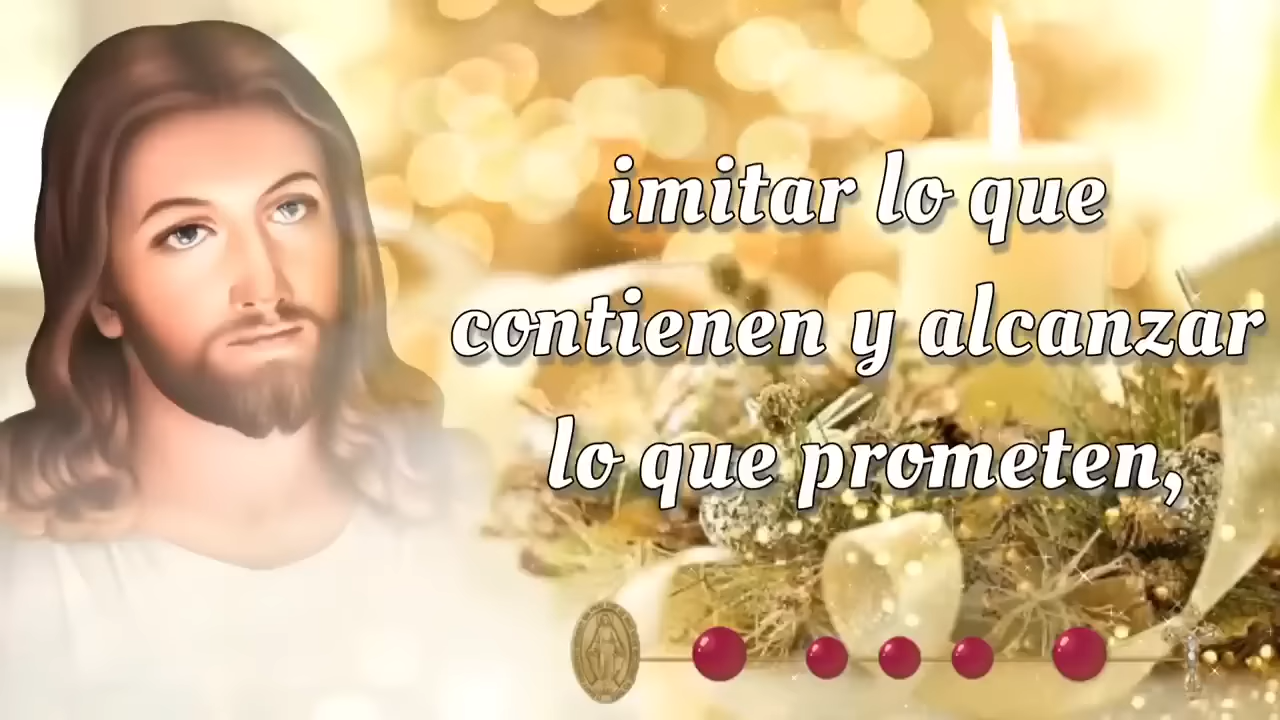 imitar lo que
contienen y alcanzar
lo que prometen,